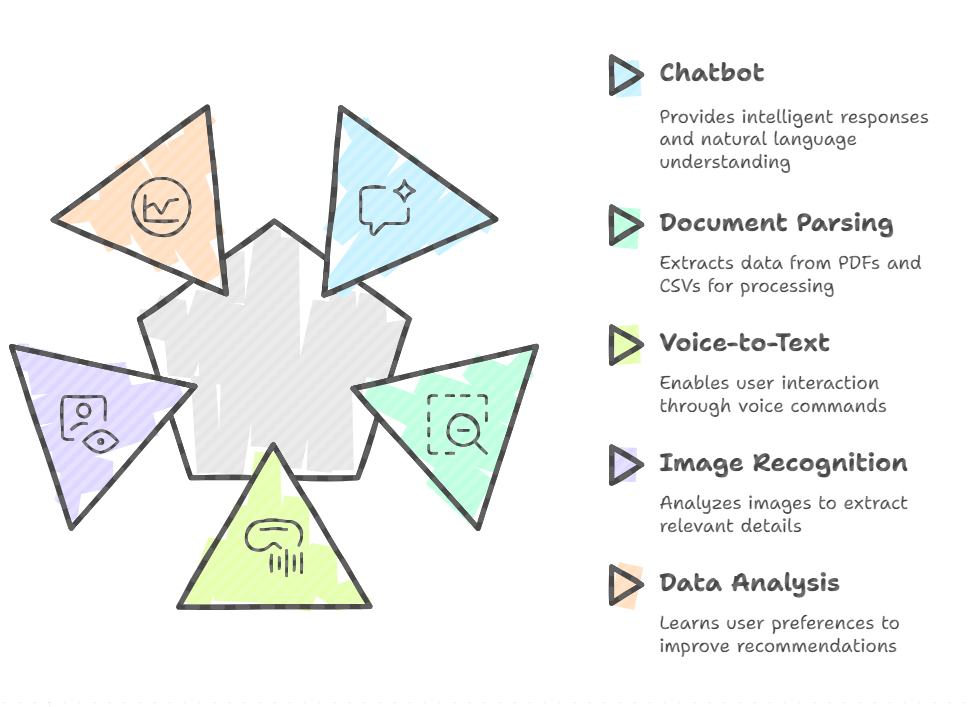 Chatbot
Provides intelligent responses
and natural language
understanding
Document Parsing
Extracts data from PDFs and
CSVs for processing
Voice-to-Text
Enables user interaction
through voice commands
Image Recognition
Analyzes images to extract
relevant details
Data Analysis
Learns user preferences to
improve recommendations